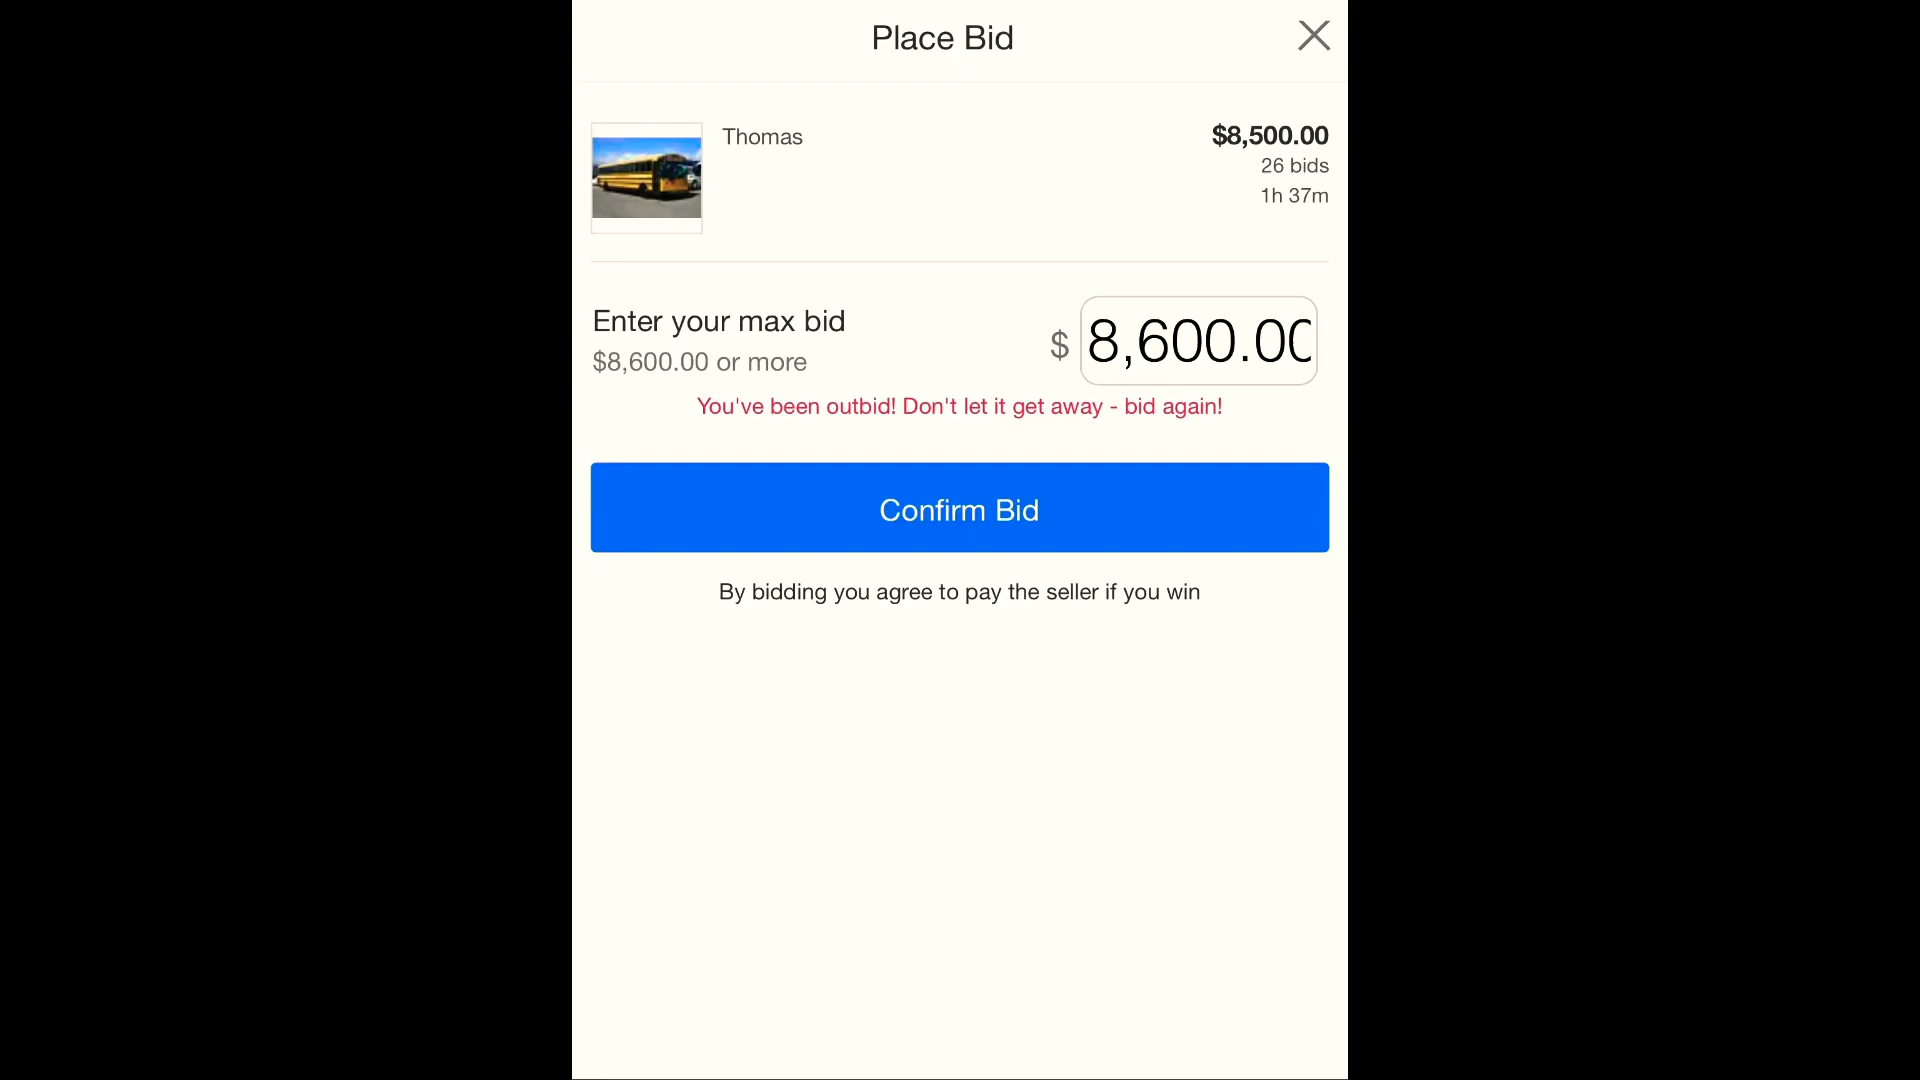 Place Bid
Thomas
$8,500.00
26 bids
1h 37m
Enter your max bid
$ 8,600.00
$8,600.00 or more
You've been outbid! Don't let it get away - bid again!
Confirm Bid
By bidding you agree to pay the seller if you win